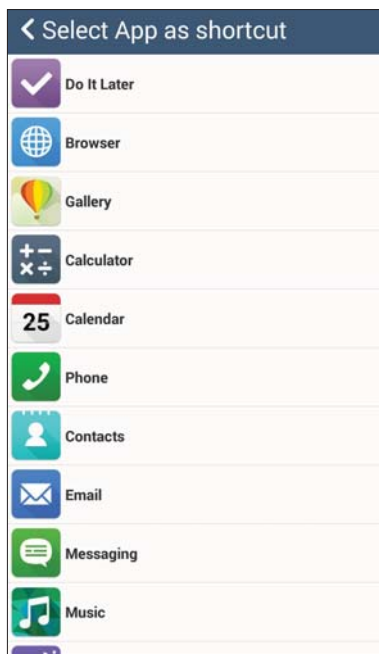 Select App as shortcut
Do It Later
Browser
Gallery
Calculator
25
Calendar
Phone
Contacts
Email
Messaging
Music